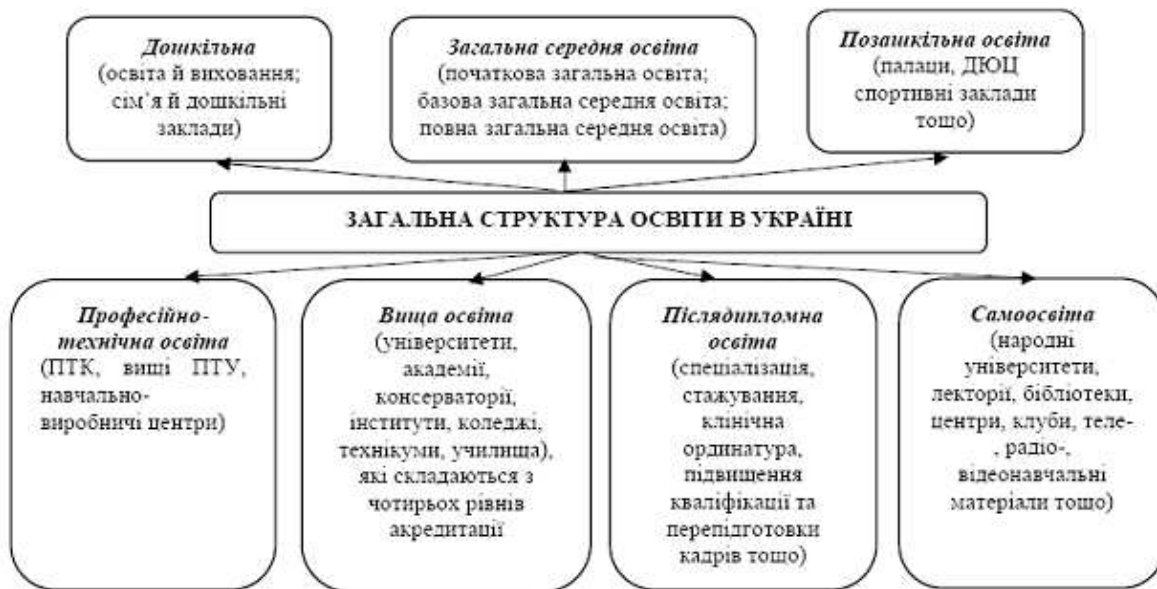 Дошкільна
(освіта й виховання;
сім’я й дошкільні
заклади)
Загальна середня освіта
(початкова загальна освіта;
базова загальна середня освіта;
повна загальна середня освіта)
Позашкільна освіта
(палаци, ДЮЦ
спортивні заклади
тощо)
ЗАГАЛЬНА СТРУКТУРА ОСВІТИ В УКРАЇНІ
Професійно-
технічна освіта
(ПТК, вищі ПТУ,
навчально-
виробничі центри)
Вища освіта
(університети,
академії,
консерваторії,
інститути, коледжі,
технікуми, училища),
які складаються з
чотирьох рівнів
акредитації
Післядипломна
освіта
(спеціалізація,
стажування,
клінічна
ординатура,
підвищення
кваліфікації та
перепідготовки
кадрів тощо)
Самоосвіта
(народні
університети,
лекторії, бібліотеки,
центри, клуби, теле-
, радіо-,
відеонавчальні
матеріали тощо)